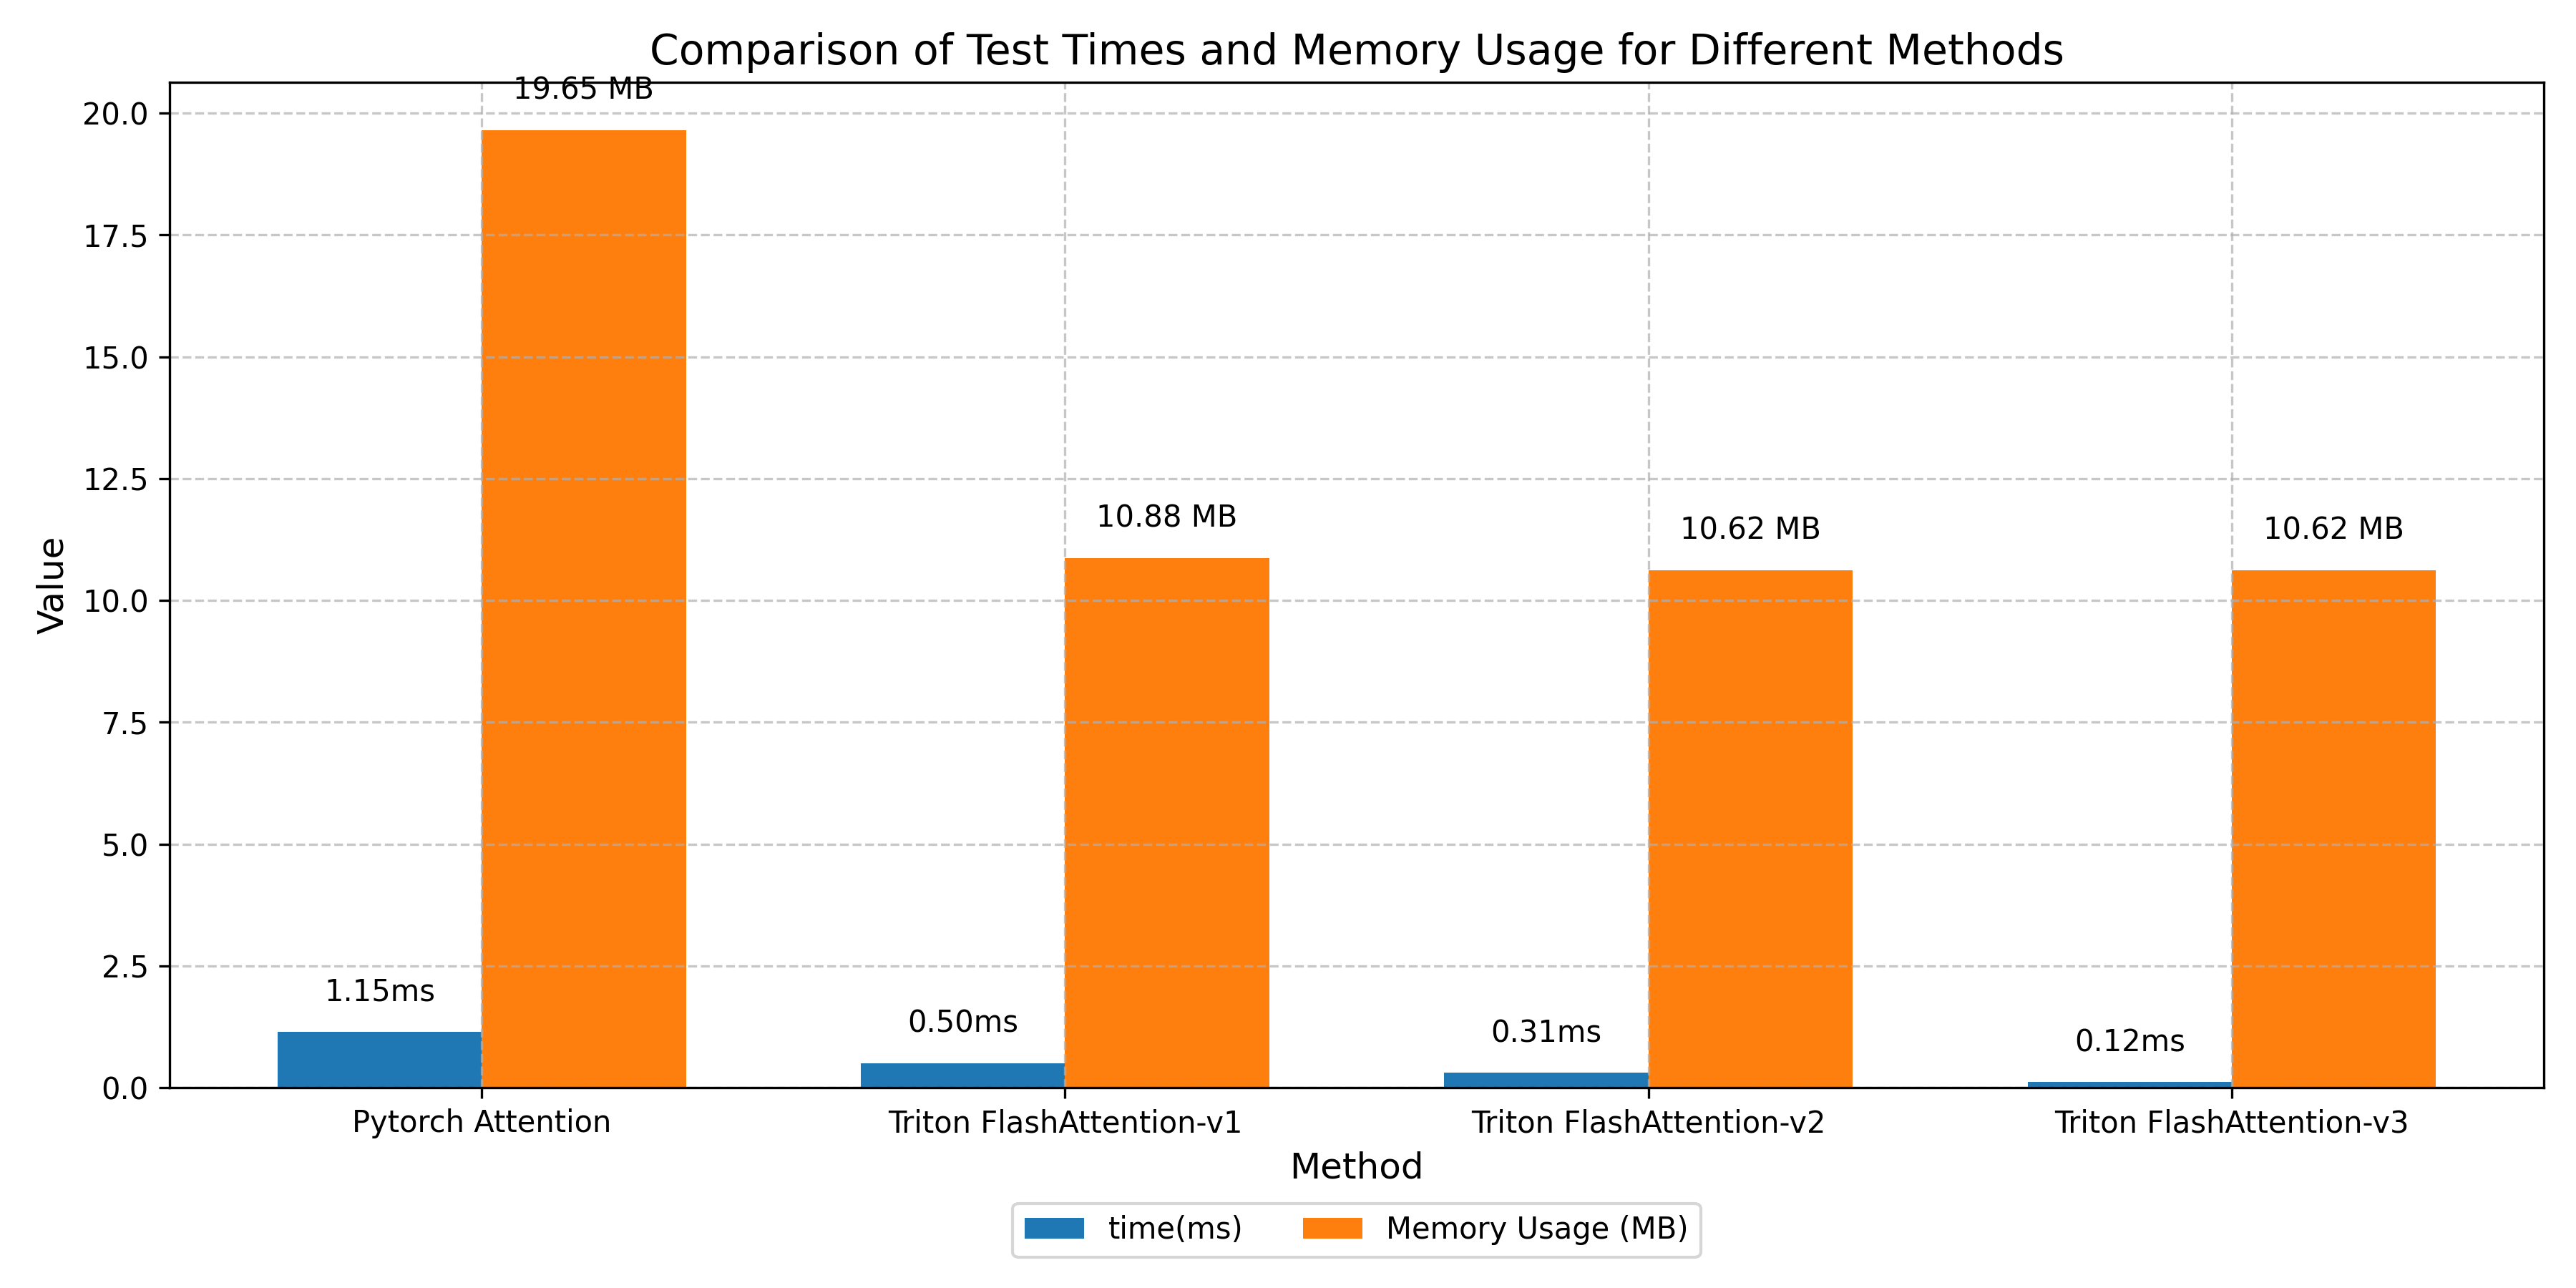 Comparison of Test Times and Memory Usage for Different Methods
19.65 MB
20.0
17.5
15.0
12.5
10.88 MB
10.62 MB
10.62 MB
Value
10.0
7.5
5.0
2.5
1.15ms
0.50ms
0.31ms
0.12ms
0.0
Pytorch Attention
Triton FlashAttention-v1
Triton FlashAttention-v2
Triton FlashAttention-v3
Method
time(ms)
Memory Usage (MB)